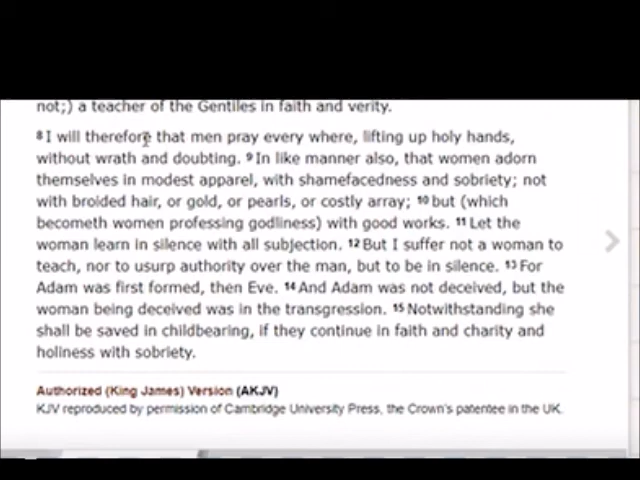 not;) a teacher of the Gentiles in faith and verity.
8 I will therefore that men pray every where, lifting up holy hands,
without wrath and doubting. 9 In like manner also, that women adorn
themselves in modest apparel, with shamefacedness and sobriety; not
with broided hair, or gold, or pearls, or costly array; 10 but (which
becometh women professing godliness) with good works. 11 Let the
woman learn in silence with all subjection. 12 But I suffer not a woman to
teach, nor to usurp authority over the man, but to be in silence. 13 For
Adam was first formed, then Eve. 14 And Adam was not deceived, but the
woman being deceived was in the transgression. 15 Notwithstanding she
shall be saved in childbearing, if they continue in faith and charity and
holiness with sobriety.
Authorized (King James) Version (AKJV)
KJV reproduced by permission of Cambridge University Press, the Crown's patentee in the UK.